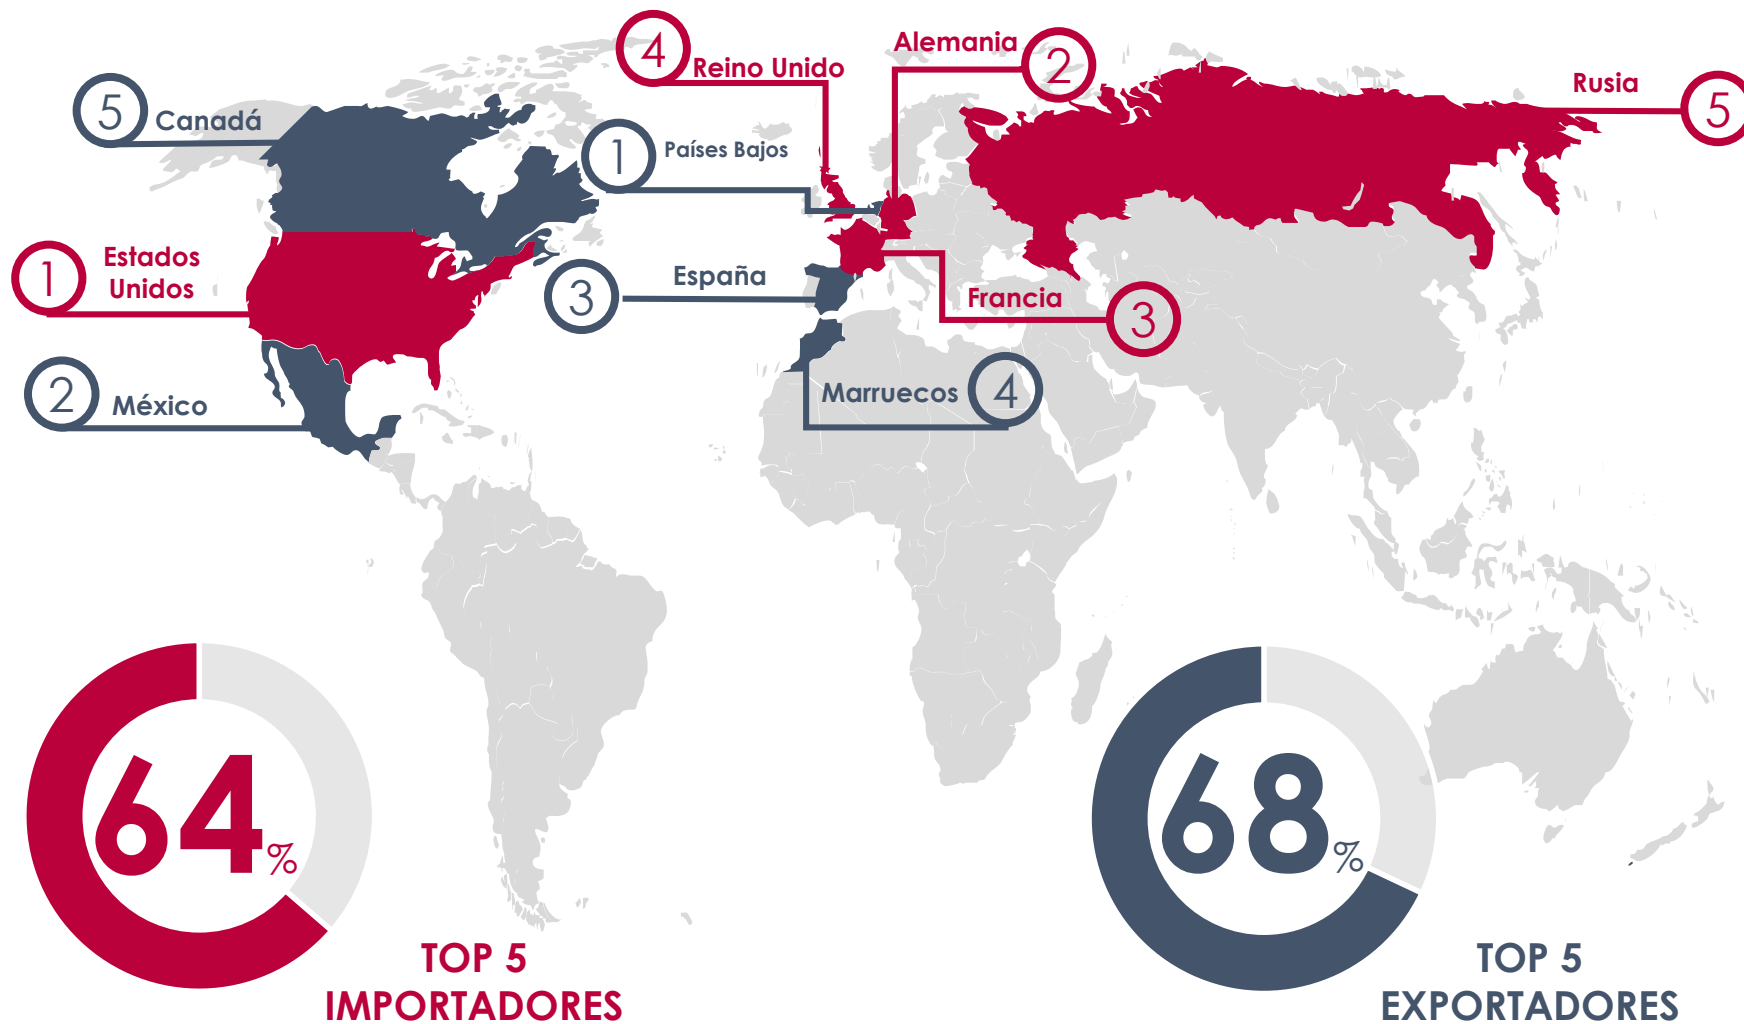 4
Reino Unido
Alemania
2
Rusia
5
5
Canadá
1
Países Bajos
1
Estados
Unidos
3
España
Francia
3
2
México
Marruecos
4
64%
TOP 5
IMPORTADORES
68%
TOP 5
EXPORTADORES